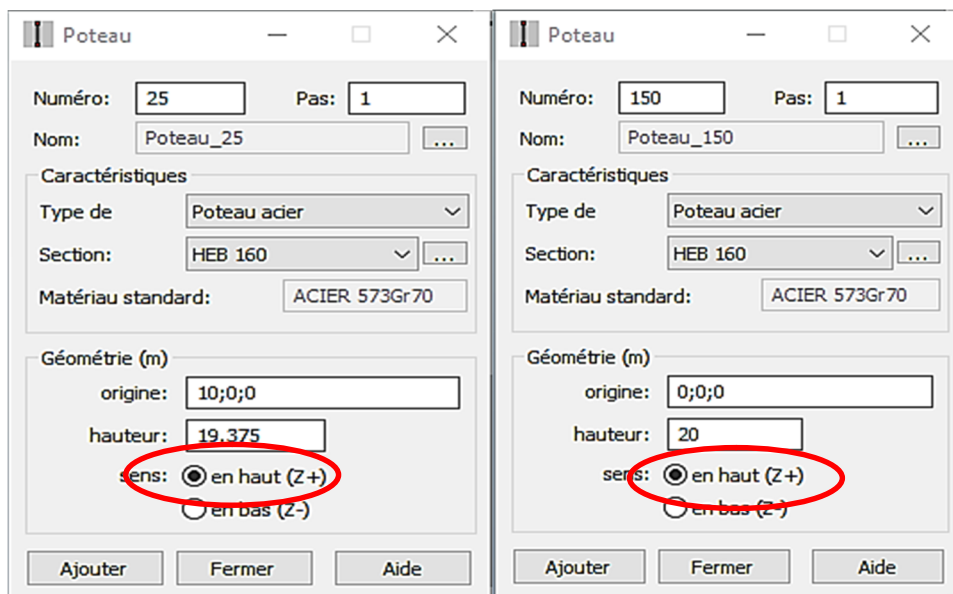 Poteau
Numéro: 25 Pas: 1
Nom: Poteau_25 ...
Caractéristiques
Type de Poteau acier
Section: HEB 160 ...
Matériau standard: ACIER 573Gr70
Géométrie (m)
origine: 10;0;0
hauteur: 19.375
sens: en haut (Z+)
en bas (Z-)
Ajouter Fermer Aide
Poteau
Numéro: 150 Pas: 1
Nom: Poteau_150 ...
Caractéristiques
Type de Poteau acier
Section: HEB 160 ...
Matériau standard: ACIER 573Gr70
Géométrie (m)
origine: 0;0;0
hauteur: 20
sens: en haut (Z+)
en bas (Z-)
Ajouter Fermer Aide